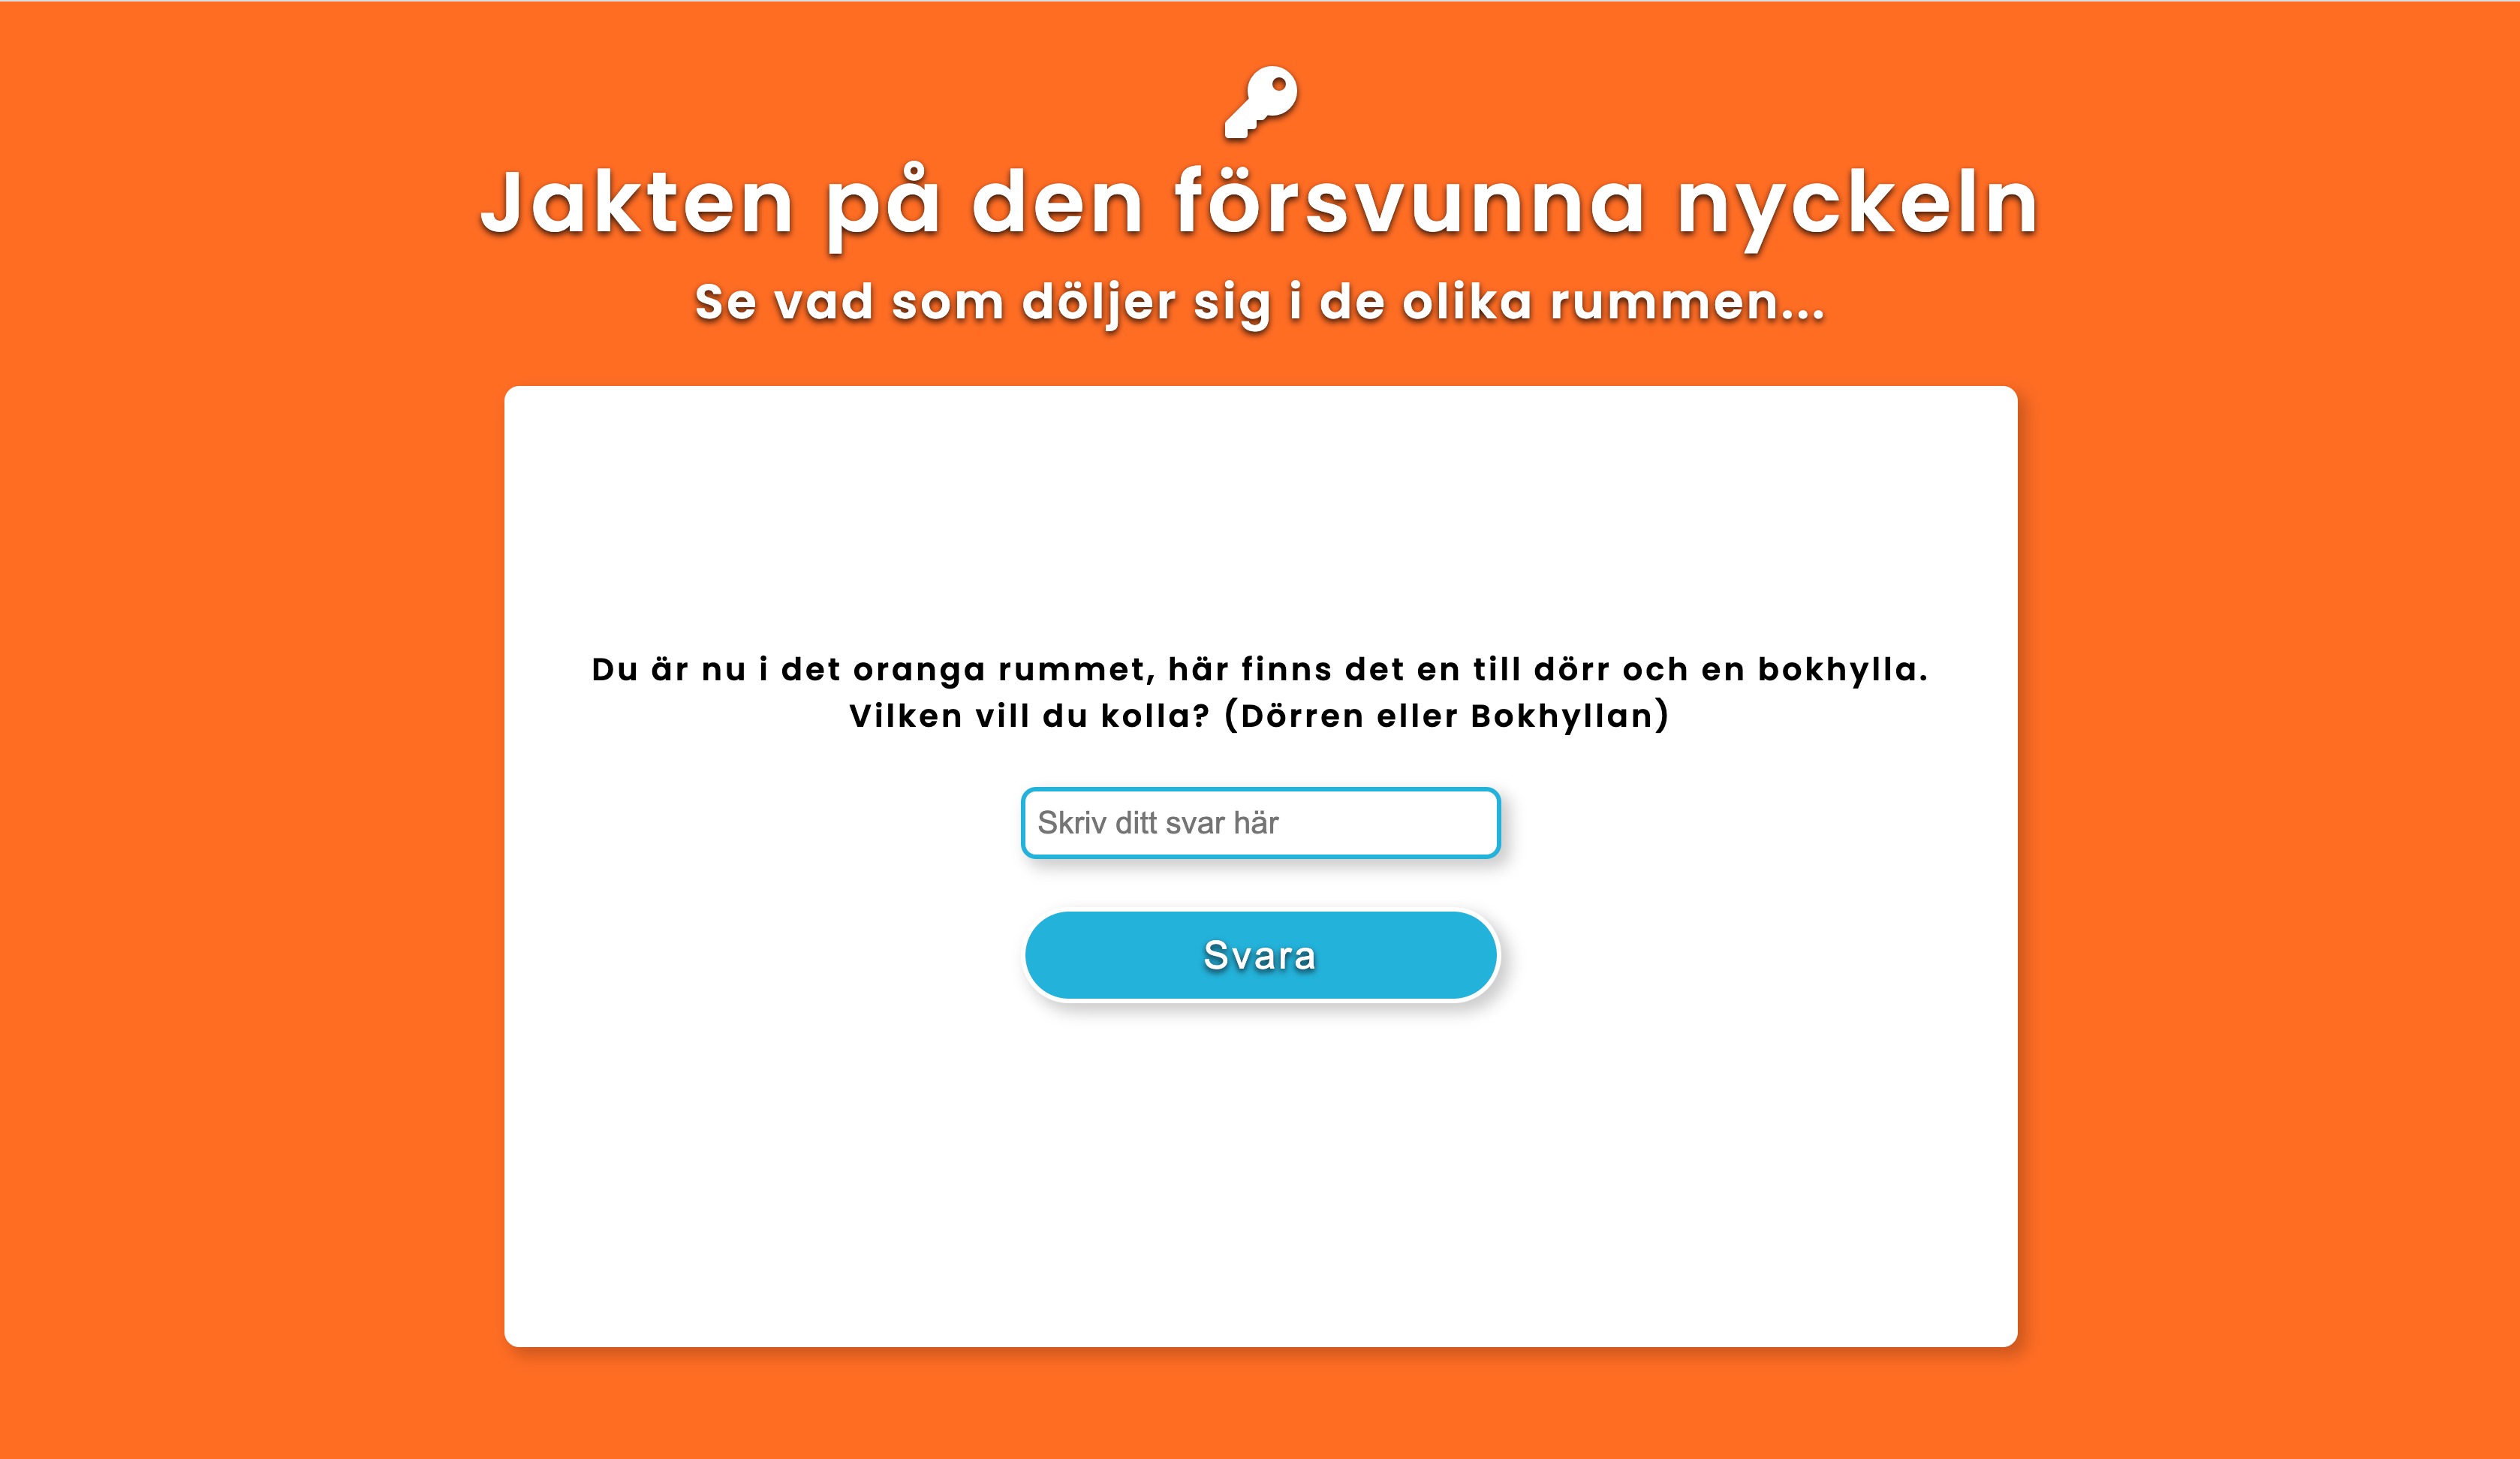 Jakten på den försvunna nyckeln
Se vad som döljer sig i de olika rummen...
Du är nu i det oranga rummet, här finns det en till dörr och en bokhylla.
Vilken vill du kolla? (Dörren eller Bokhyllan)
Skriv ditt svar här
Svara